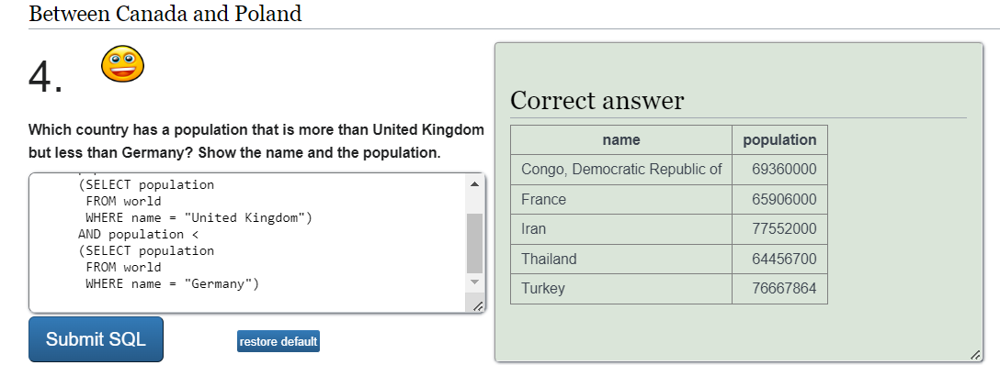 Between Canada and Poland
4.
Which country has a population that is more than United Kingdom
but less than Germany? Show the name and the population.
(SELECT population
FROM world
WHERE name = "United Kingdom")
AND population <
(SELECT population
FROM world
WHERE name = "Germany")
Submit SQL
restore default
Correct answer
name population
Congo, Democratic Republic of 69360000
France 65906000
Iran 77552000
Thailand 64456700
Turkey 76667864